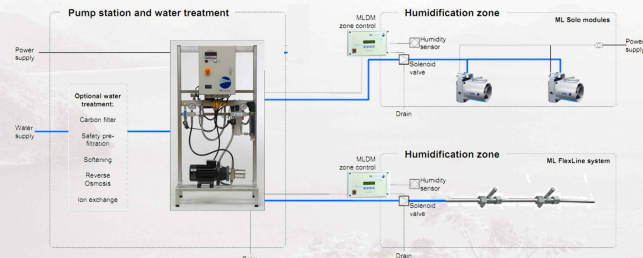 Pump station and water treatment
Power
supply
Optional water
treatment:
Carbon filter
Safety pre-
filtration
Softening
Reverse
Osmosis
Ion exchange
Water
supply
Humidification zone
MLDM
zone control
Humidity
sensor
Solenoid
valve
Drain
ML Solo modules
Power
supply
Humidification zone
MLDM
zone control
Humidity
sensor
Solenoid
valve
Drain
ML FlexLine system